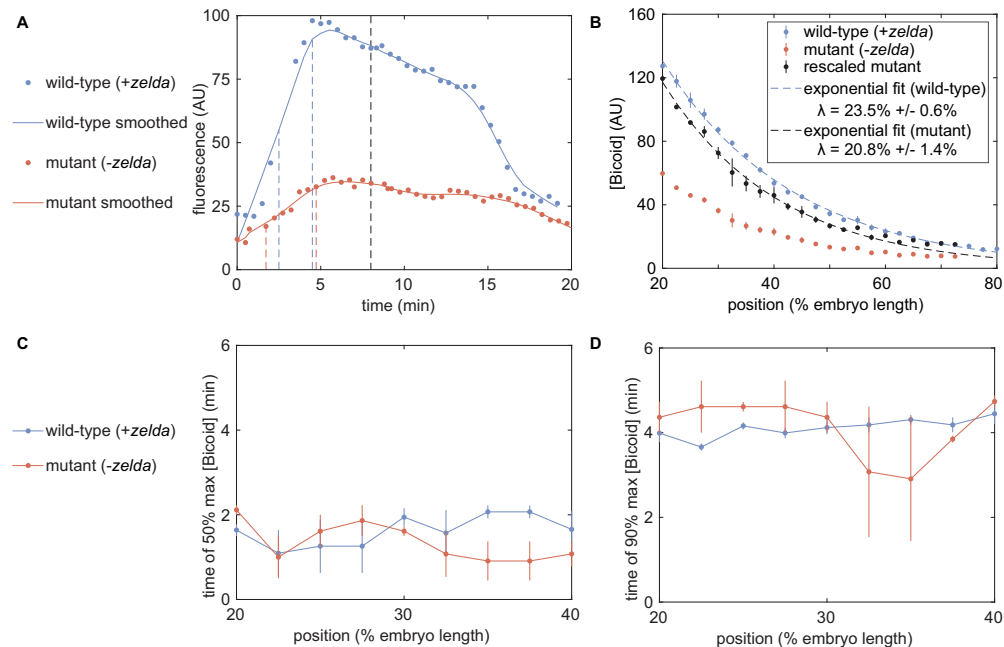 A
wild-type (+zelda)
wild-type smoothed
mutant (-zelda)
mutant smoothed
fluorescence (AU)
100
75
50
25
0
0
5
10
15
20
time (min)
B
[Bicoid] (AU)
160
120
80
40
0
20
40
60
80
position (% embryo length)
wild-type (+zelda)
mutant (-zelda)
rescaled mutant
exponential fit (wild-type)
λ = 23.5% +/- 0.6%
exponential fit (mutant)
λ = 20.8% +/- 1.4%
C
wild-type (+zelda)
mutant (-zelda)
time of 50% max [Bicoid] (min)
6
4
2
0
20
30
40
position (% embryo length)
D
time of 90% max [Bicoid] (min)
6
4
2
0
20
30
40
position (% embryo length)